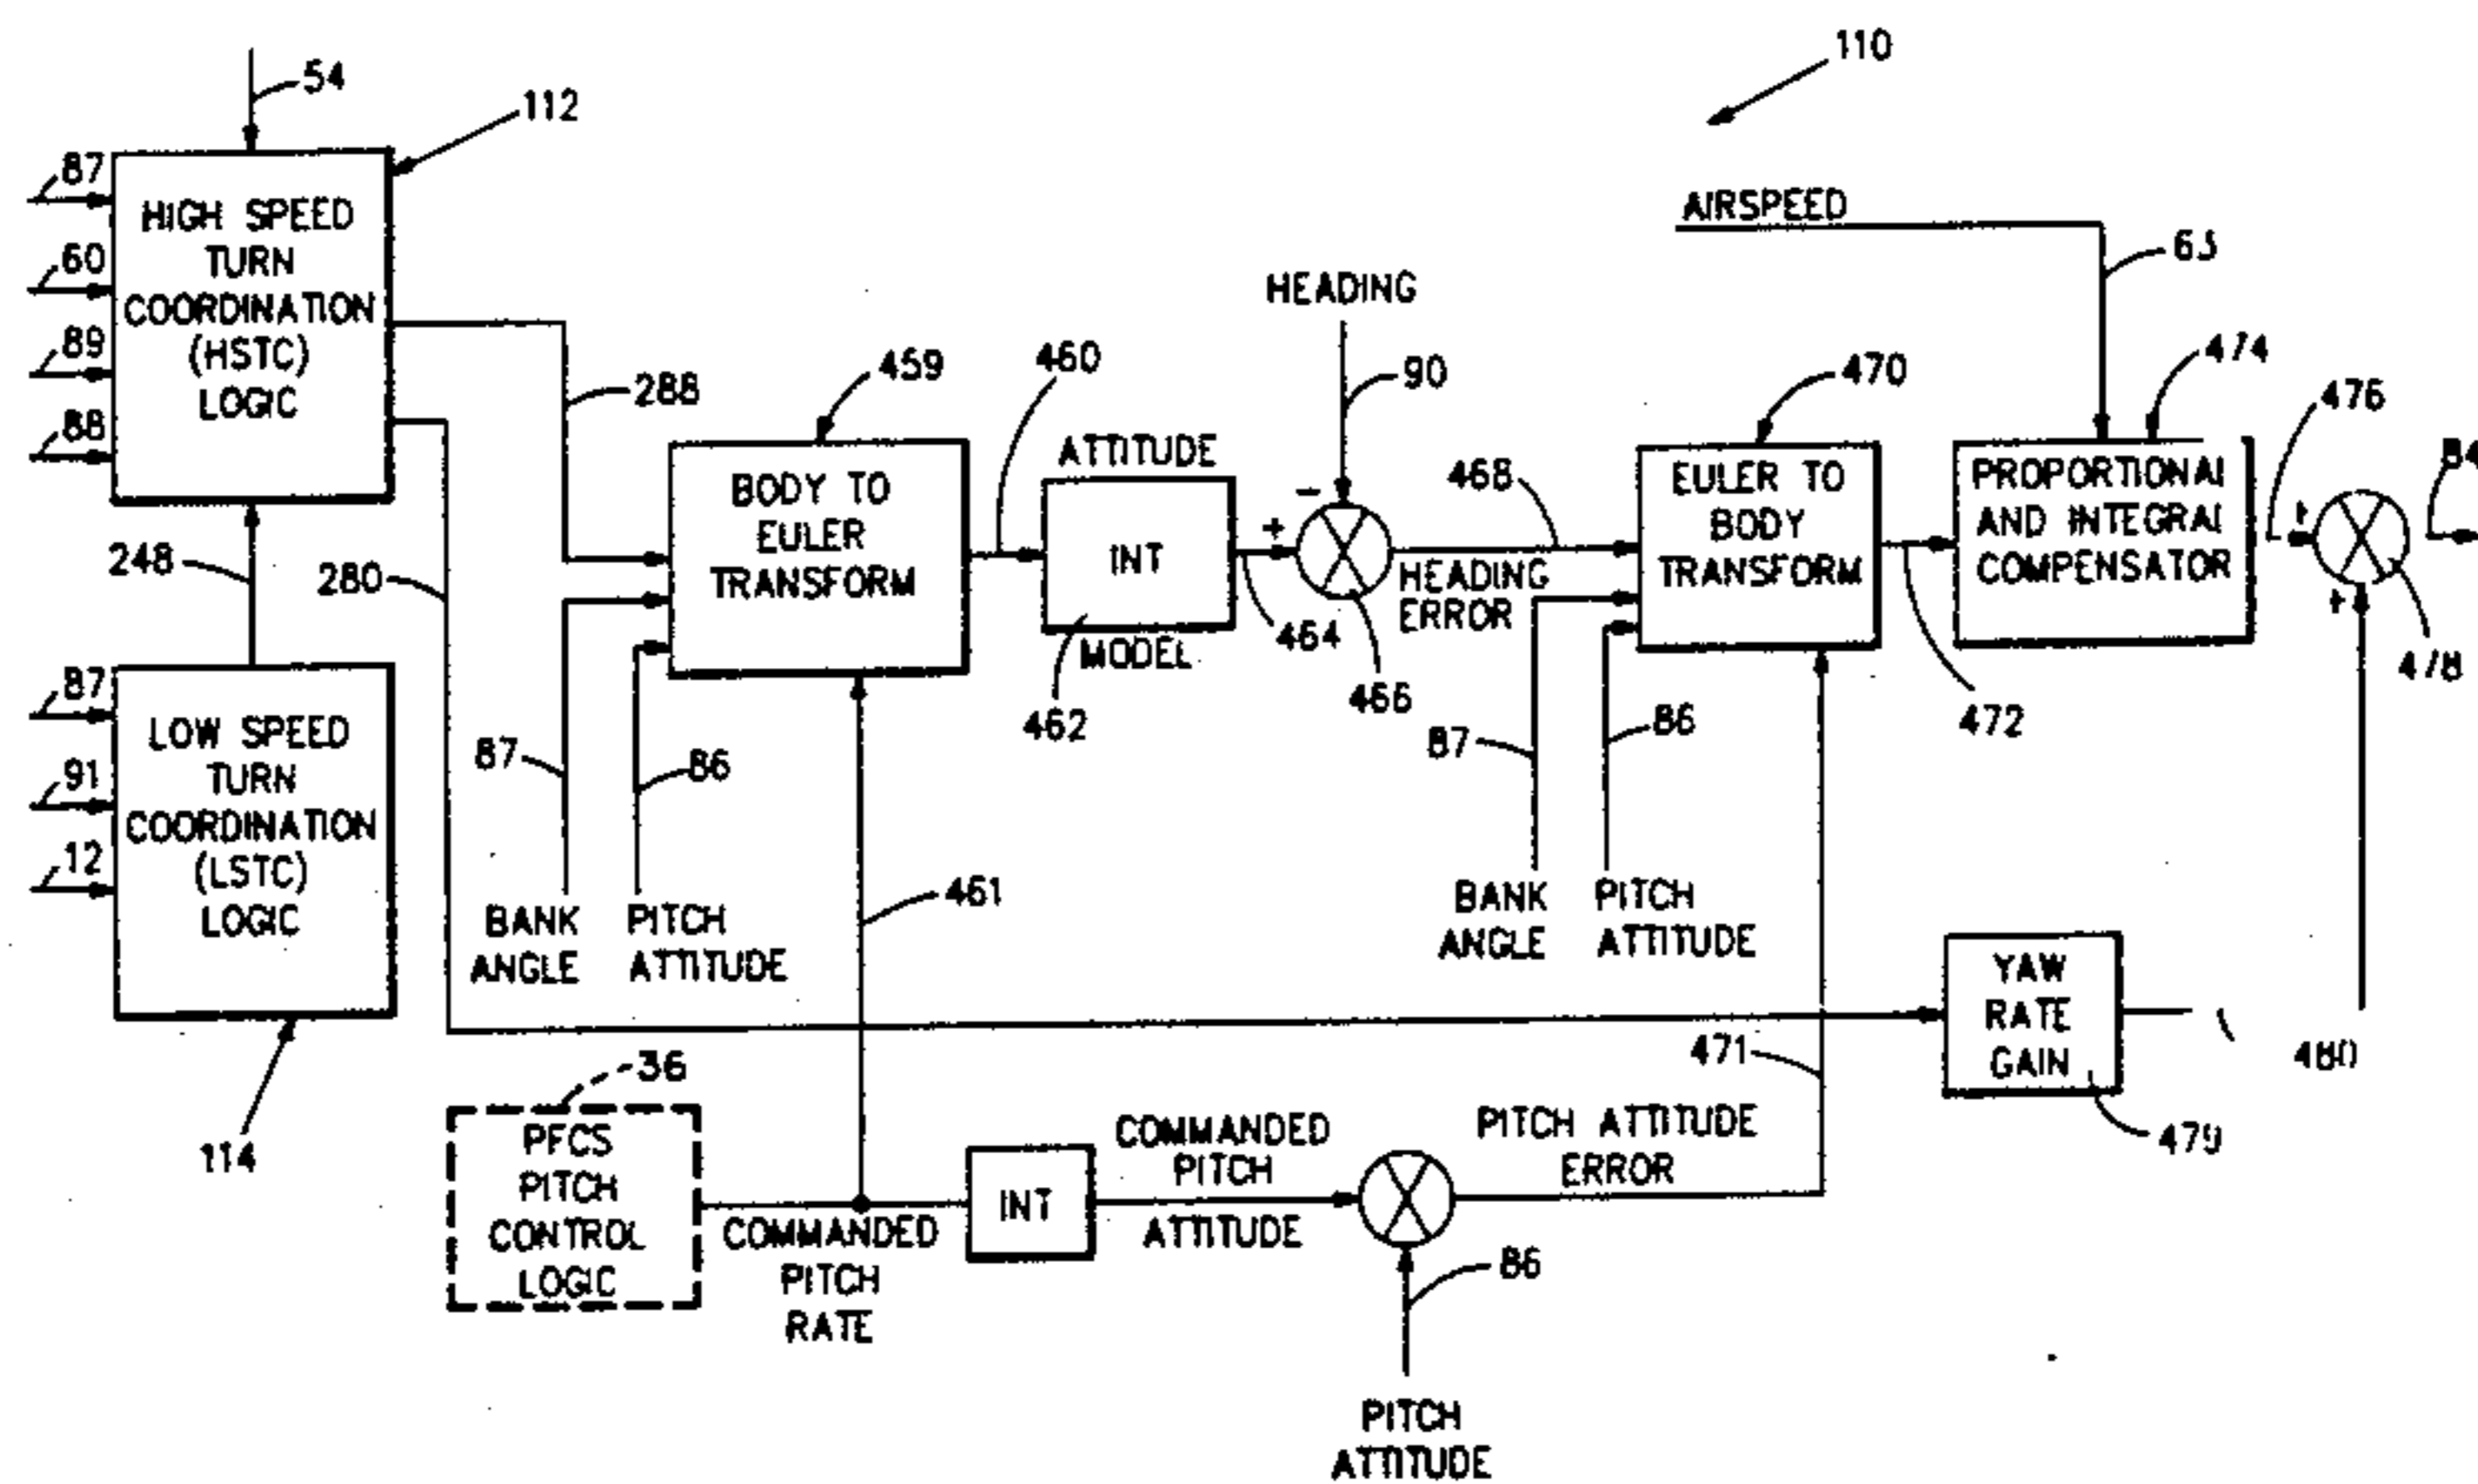 110
54
112
87
60
89
88
HIGH SPEED
TURN
COORDINATION
(HSTC)
LOGIC
AIRSPEED
63
HEADING
90
288
459
460
470
474
476
84
ATTITUDE
INT
MODEL
462
BODY TO
EULER
TRANSFORM
-
+
464
466
468
HEADING
ERROR
EULER TO
BODY
TRANSFORM
472
PROPORTIONAL
AND INTEGRAL
COMPENSATOR
+
+
478
248
280
87
91
12
LOW SPEED
TURN
COORDINATION
(LSTC)
LOGIC
114
87
86
BANK
ANGLE
PITCH
ATTITUDE
461
87
86
BANK
ANGLE
PITCH
ATTITUDE
YAW
RATE
GAIN
480
479
471
36
PFCS
PITCH
CONTROL
LOGIC
COMMANDED
PITCH
RATE
INT
COMMANDED
PITCH
ATTITUDE
PITCH ATTITUDE
ERROR
86
PITCH
ATTITUDE